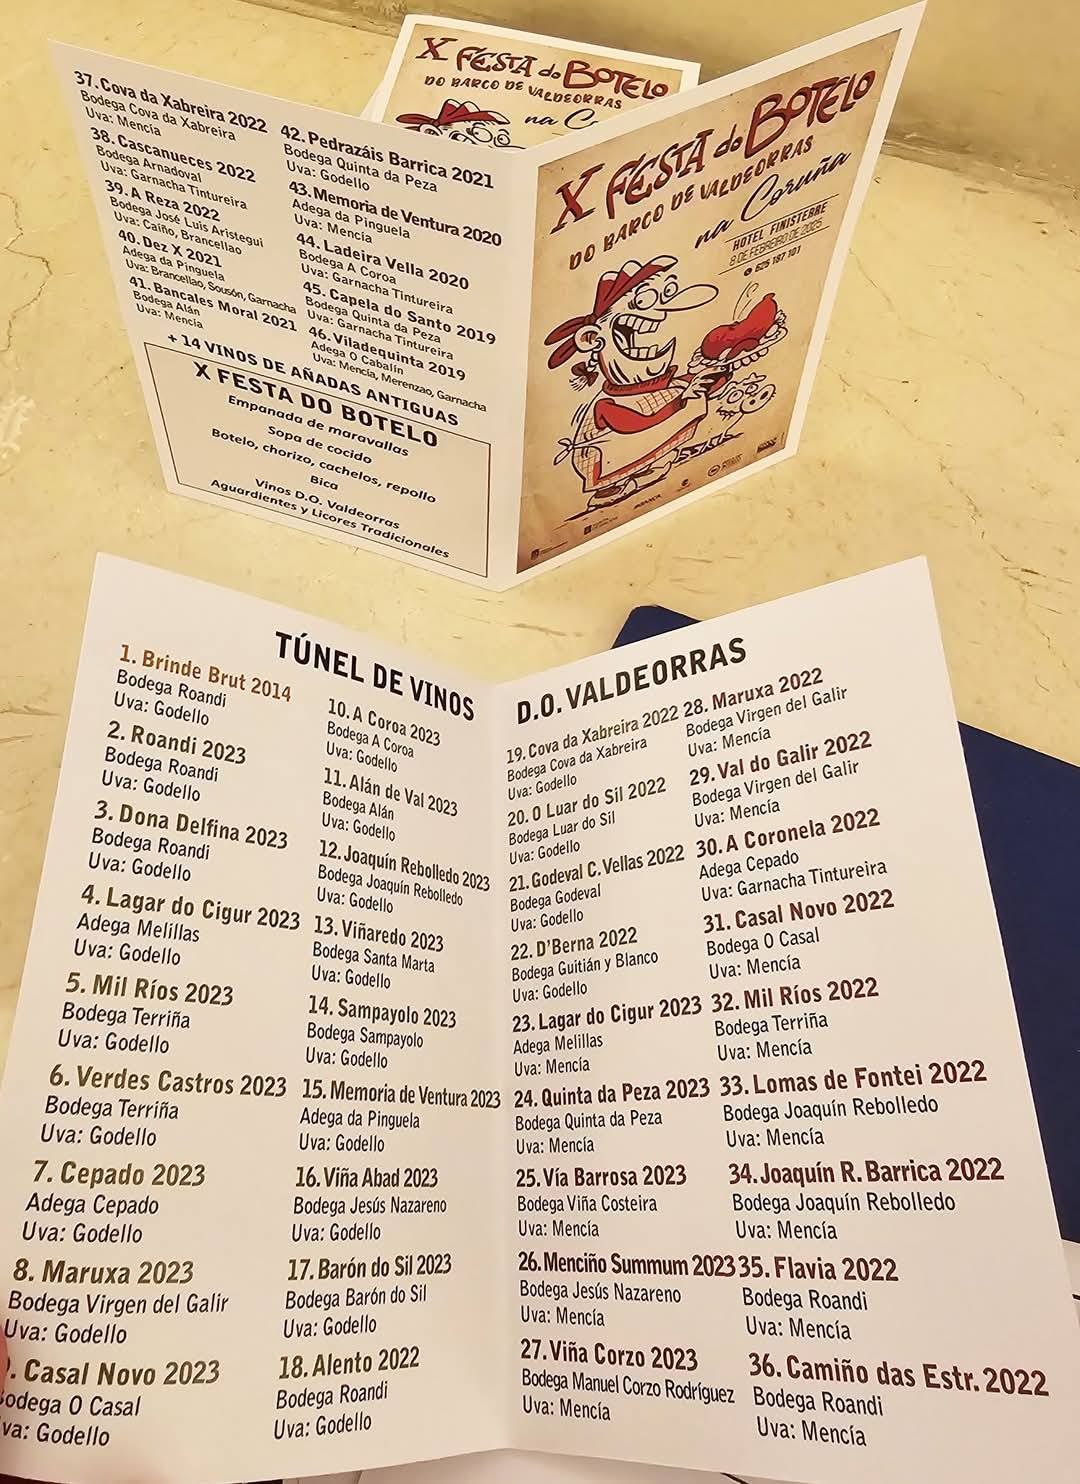 37. Cova da Xabreira 2022
Bodega Cova da Xabreira
Uva: Mencía
38. Cascanueces 2022
Bodega Arnadoval
Uva: Garnacha Tintureira
39. A Reza 2022
Bodega José Luis Aristegui
Uva: Caíño, Brancellao
40. Dez X 2021
Adega da Pinguela
Uva: Brancellao, Sousón, Garnacha
41. Bancales Moral 2021
Bodega Alán
Uva: Mencía
42. Pedrazáis Barrica 2021
Bodega Quinta da Peza
Uva: Godello
43. Memoria de Ventura 2020
Adega da Pinguela
Uva: Mencía
44. Ladeira Vella 2020
Bodega A Coroa
Uva: Garnacha Tintureira
45. Capela do Santo 2019
Bodega Quinta da Peza
Uva: Garnacha Tintureira
46. Viladequinta 2019
Adega O Cabalín
Uva: Mencía, Merenzao, Garnacha
+ 14 VINOS DE AÑADAS ANTIGUAS
X FESTA DO BOTELO
Empanada de maravallas
Sopa de cocido
Botelo, chorizo, cachelos, repollo
Bica
Vinos D.O. Valdeorras
Aguardientes y Licores Tradicionales
X FESTA do BOTELO
DO BARCO DE VALDEORRAS
na C
X FESTA do BOTELO
DO BARCO DE VALDEORRAS
na Coruña
HOTEL FINISTERRE
8 DE FEBREIRO DE 2025
625 187 101
TÚNEL DE VINOS
1. Brinde Brut 2014
Bodega Roandi
Uva: Godello
2. Roandi 2023
Bodega Roandi
Uva: Godello
3. Dona Delfina 2023
Bodega Roandi
Uva: Godello
4. Lagar do Cigur 2023
Adega Melillas
Uva: Godello
5. Mil Ríos 2023
Bodega Terriña
Uva: Godello
6. Verdes Castros 2023
Bodega Terriña
Uva: Godello
7. Cepado 2023
Adega Cepado
Uva: Godello
8. Maruxa 2023
Bodega Virgen del Galir
Uva: Godello
. Casal Novo 2023
odega O Casal
va: Godello
10. A Coroa 2023
Bodega A Coroa
Uva: Godello
11. Alán de Val 2023
Bodega Alán
Uva: Godello
12. Joaquín Rebolledo 2023
Bodega Joaquín Rebolledo
Uva: Godello
13. Viñaredo 2023
Bodega Santa Marta
Uva: Godello
14. Sampayolo 2023
Bodega Sampayolo
Uva: Godello
15. Memoria de Ventura 2023
Adega da Pinguela
Uva: Godello
16. Viña Abad 2023
Bodega Jesús Nazareno
Uva: Godello
17. Barón do Sil 2023
Bodega Barón do Sil
Uva: Godello
18. Alento 2022
Bodega Roandi
Uva: Godello
D.O. VALDEORRAS
19. Cova da Xabreira 2022
Bodega Cova da Xabreira
Uva: Godello
20. O Luar do Sil 2022
Bodega Luar do Sil
Uva: Godello
21. Godeval C. Vellas 2022
Bodega Godeval
Uva: Godello
22. D'Berna 2022
Bodega Guitián y Blanco
Uva: Godello
23. Lagar do Cigur 2023
Adega Melillas
Uva: Mencía
24. Quinta da Peza 2023
Bodega Quinta da Peza
Uva: Mencía
25. Vía Barrosa 2023
Bodega Viña Costeira
Uva: Mencía
26. Menciño Summum 2023
Bodega Jesús Nazareno
Uva: Mencía
27. Viña Corzo 2023
Bodega Manuel Corzo Rodríguez
Uva: Mencía
28. Maruxa 2022
Bodega Virgen del Galir
Uva: Mencía
29. Val do Galir 2022
Bodega Virgen del Galir
Uva: Mencía
30. A Coronela 2022
Adega Cepado
Uva: Garnacha Tintureira
31. Casal Novo 2022
Bodega O Casal
Uva: Mencía
32. Mil Ríos 2022
Bodega Terriña
Uva: Mencía
33. Lomas de Fontei 2022
Bodega Joaquín Rebolledo
Uva: Mencía
34. Joaquín R. Barrica 2022
Bodega Joaquín Rebolledo
Uva: Mencía
35. Flavia 2022
Bodega Roandi
Uva: Mencía
36. Camiño das Estr. 2022
Bodega Roandi
Uva: Mencía